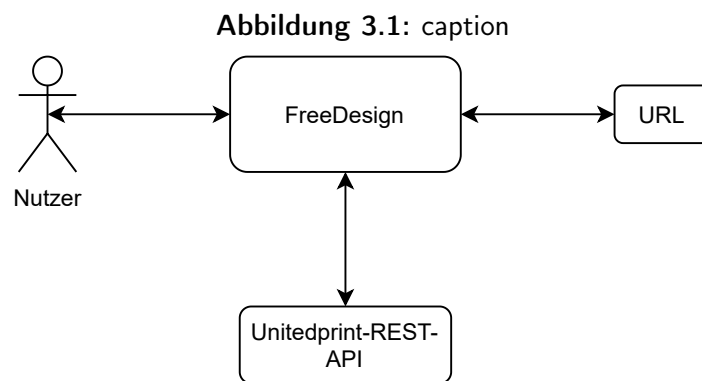 Abbildung 3.1: caption
FreeDesign
URL
Nutzer
Unitedprint-REST-
API